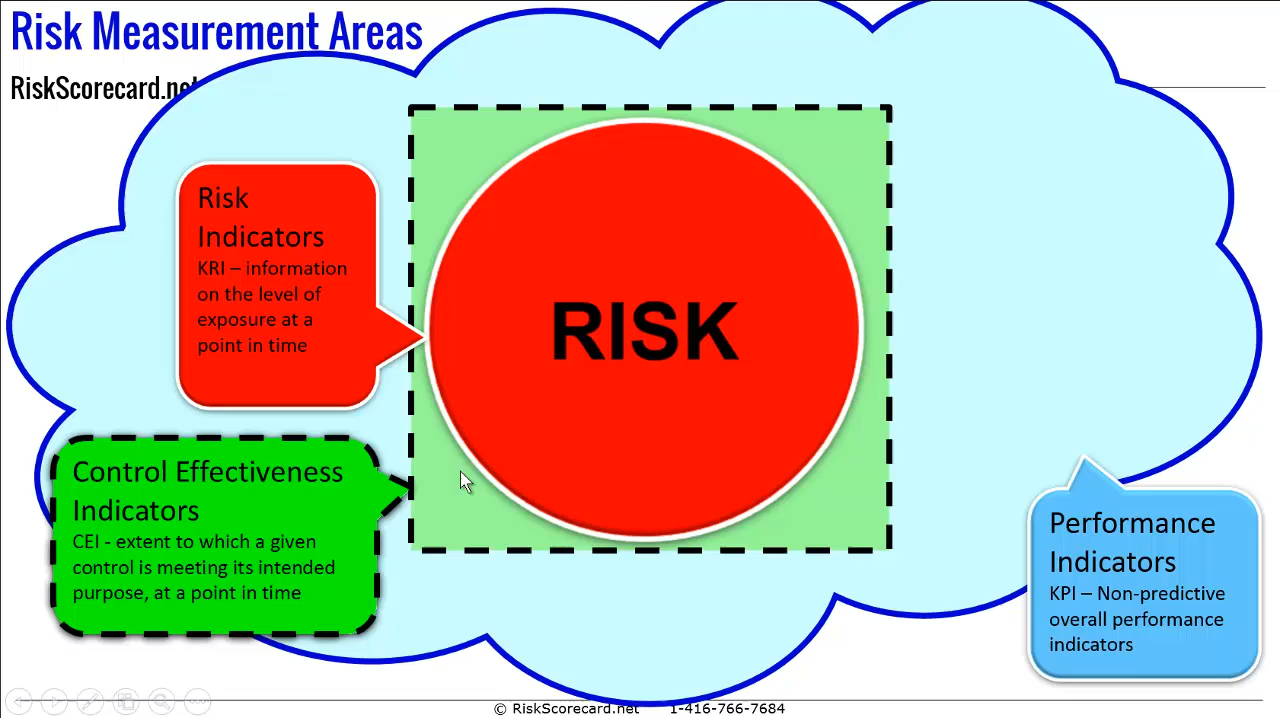 Risk Measurement Areas
RiskScorecard.net
Risk
Indicators
KRI – information
on the level of
exposure at a
point in time
RISK
Control Effectiveness
Indicators
CEI - extent to which a given
control is meeting its intended
purpose, at a point in time
Performance
Indicators
KPI – Non-predictive
overall performance
indicators
© RiskScorecard.net 1-416-766-7684